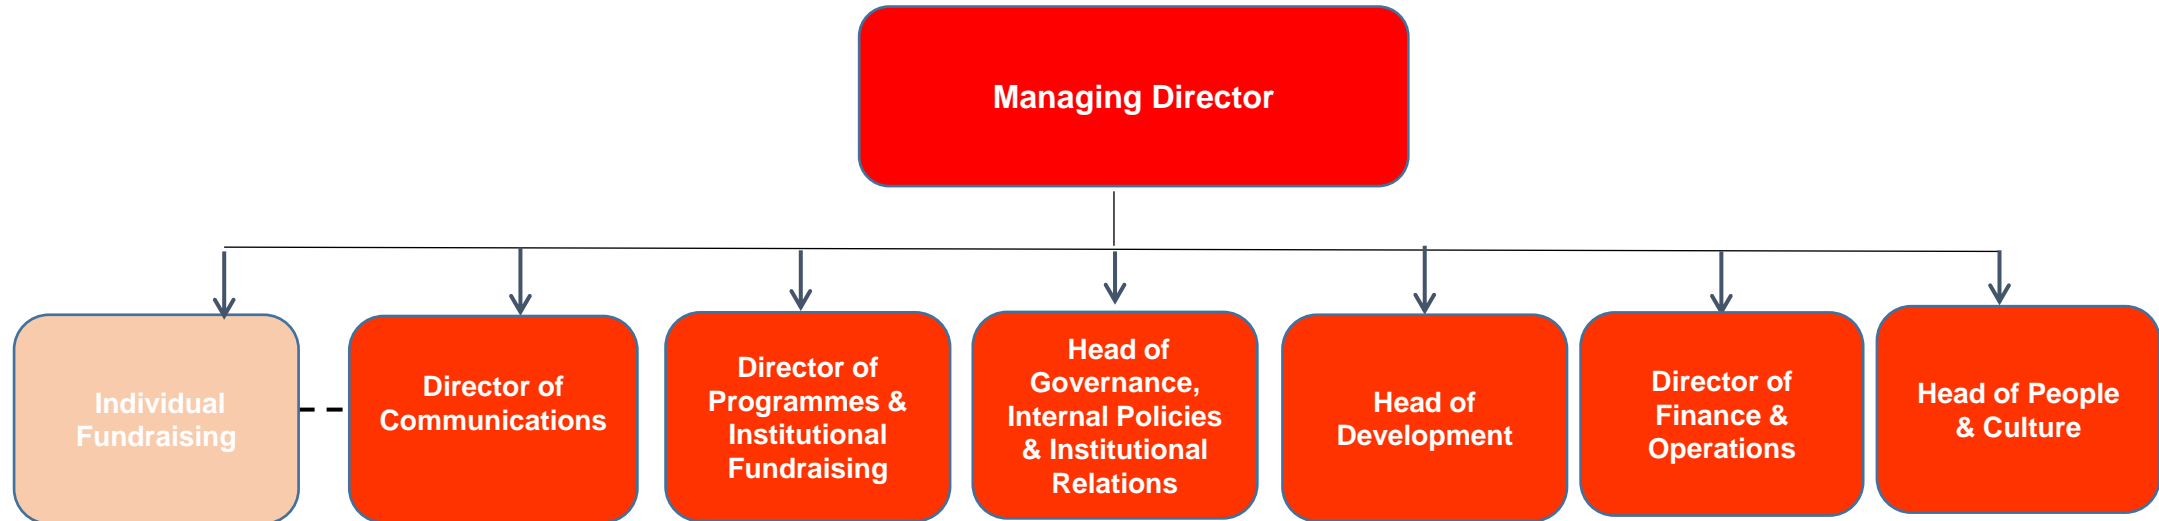 Managing Director
Individual
Fundraising
Director of
Communications
Director of
Programmes &
Institutional
Fundraising
Head of
Governance,
Internal Policies
& Institutional
Relations
Head of
Development
Director of
Finance &
Operations
Head of People
& Culture